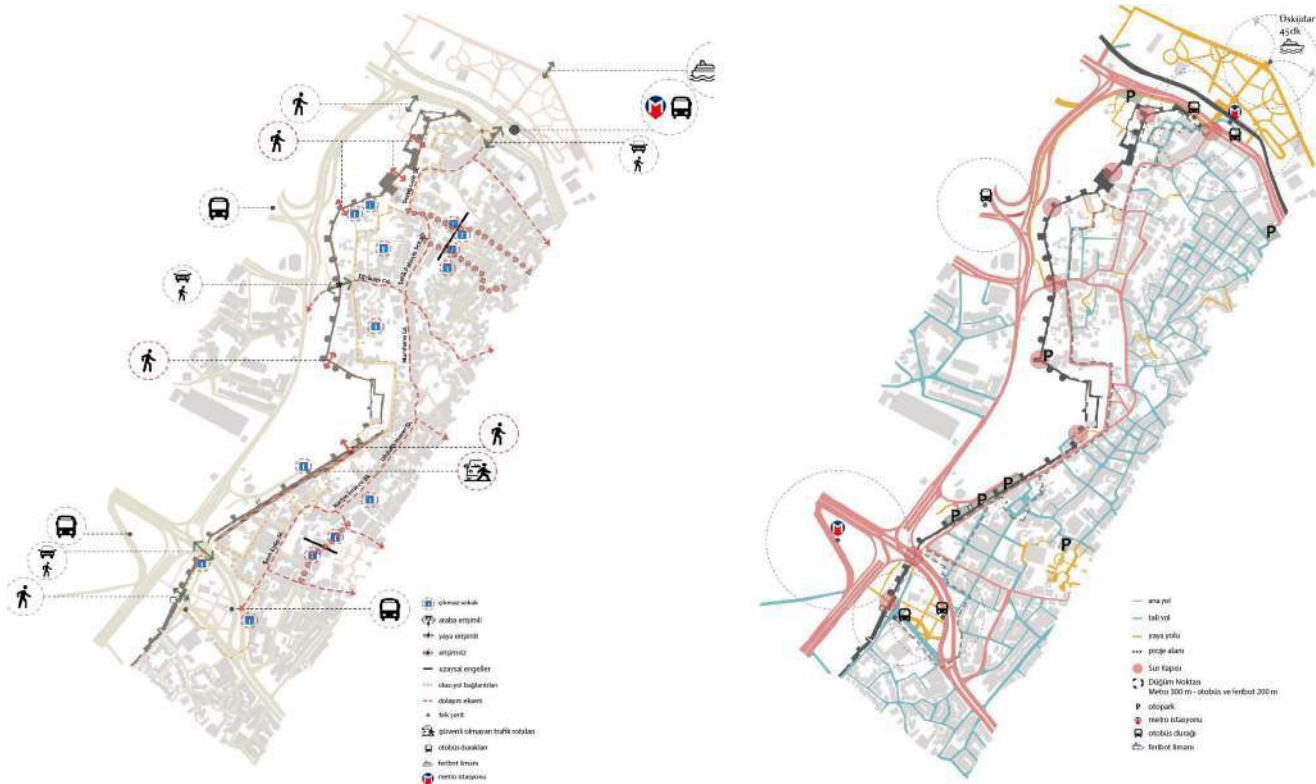 Üsküdar
45dk
P
P
Eğrikapı Cd.
P
P
P
P
P
çıkmaz sokak
araba erişimli
yaya erişimli
erişimsiz
uzaysal engeller
olası yol bağlantıları
dolaşım ekseni
tek şerit
güvenli olmayan trafik rotaları
otobüs durakları
feribot limanı
metro istasyonu
ana yol
tali yol
yaya yolu
proje alanı
Sur Kapısı
Düğüm Noktası
Metro 300 m - otobüs ve feribot 200 m
P otopark
metro istasyonu
otobüs durağı
feribot limanı